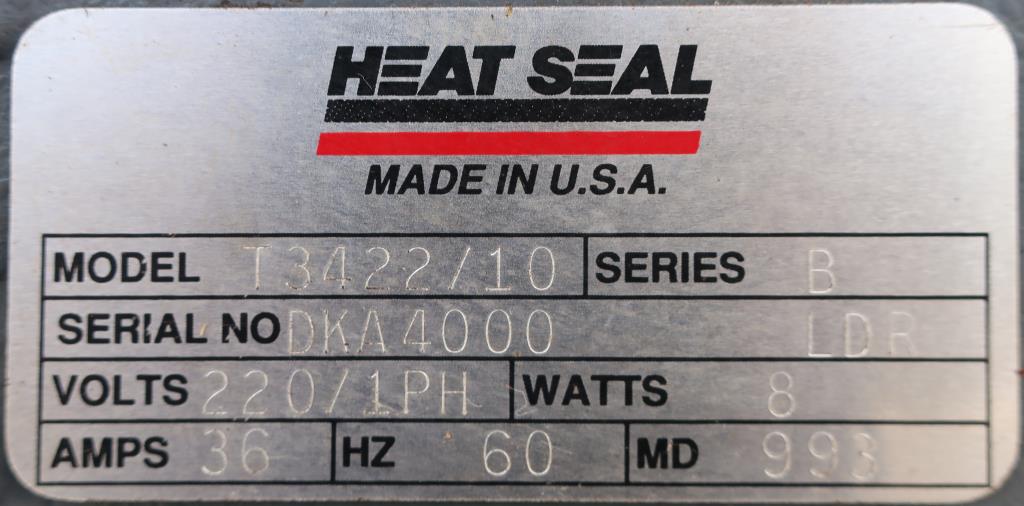 HEAT SEAL
MADE IN U.S.A.
MODEL T3422/10 SERIES B
SERIAL NO DKA4000 LDR
VOLTS 220/1PH WATTS 8
AMPS 36 HZ 60 MD 993